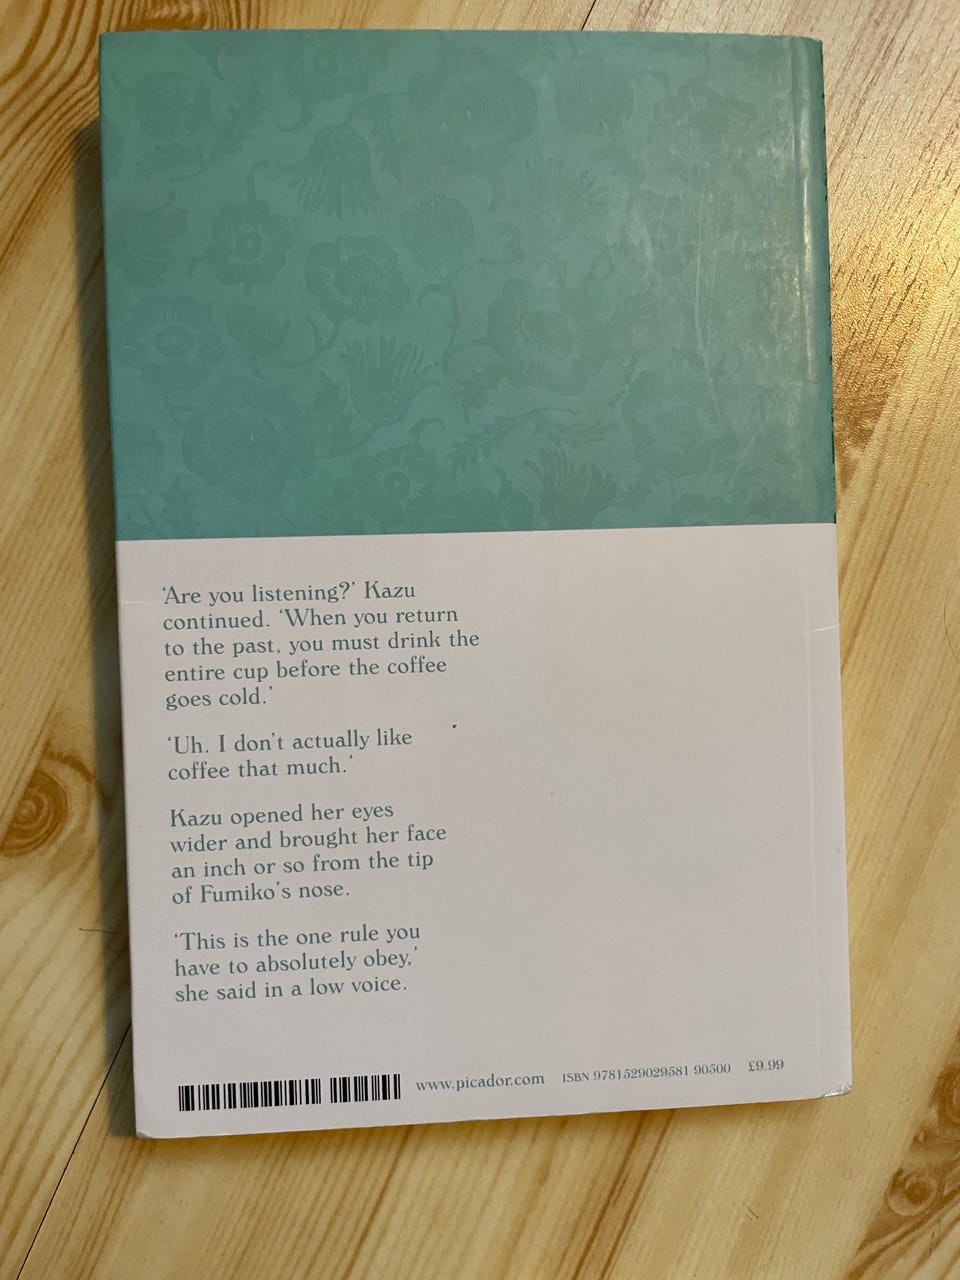 ‘Are you listening?’ Kazu
continued. ‘When you return
to the past, you must drink the
entire cup before the coffee
goes cold.’
‘Uh. I don’t actually like
coffee that much.’
Kazu opened her eyes
wider and brought her face
an inch or so from the tip
of Fumiko’s nose.
‘This is the one rule you
have to absolutely obey,’
she said in a low voice.
www.picador.com ISBN 9781529029581 90500 £9.99